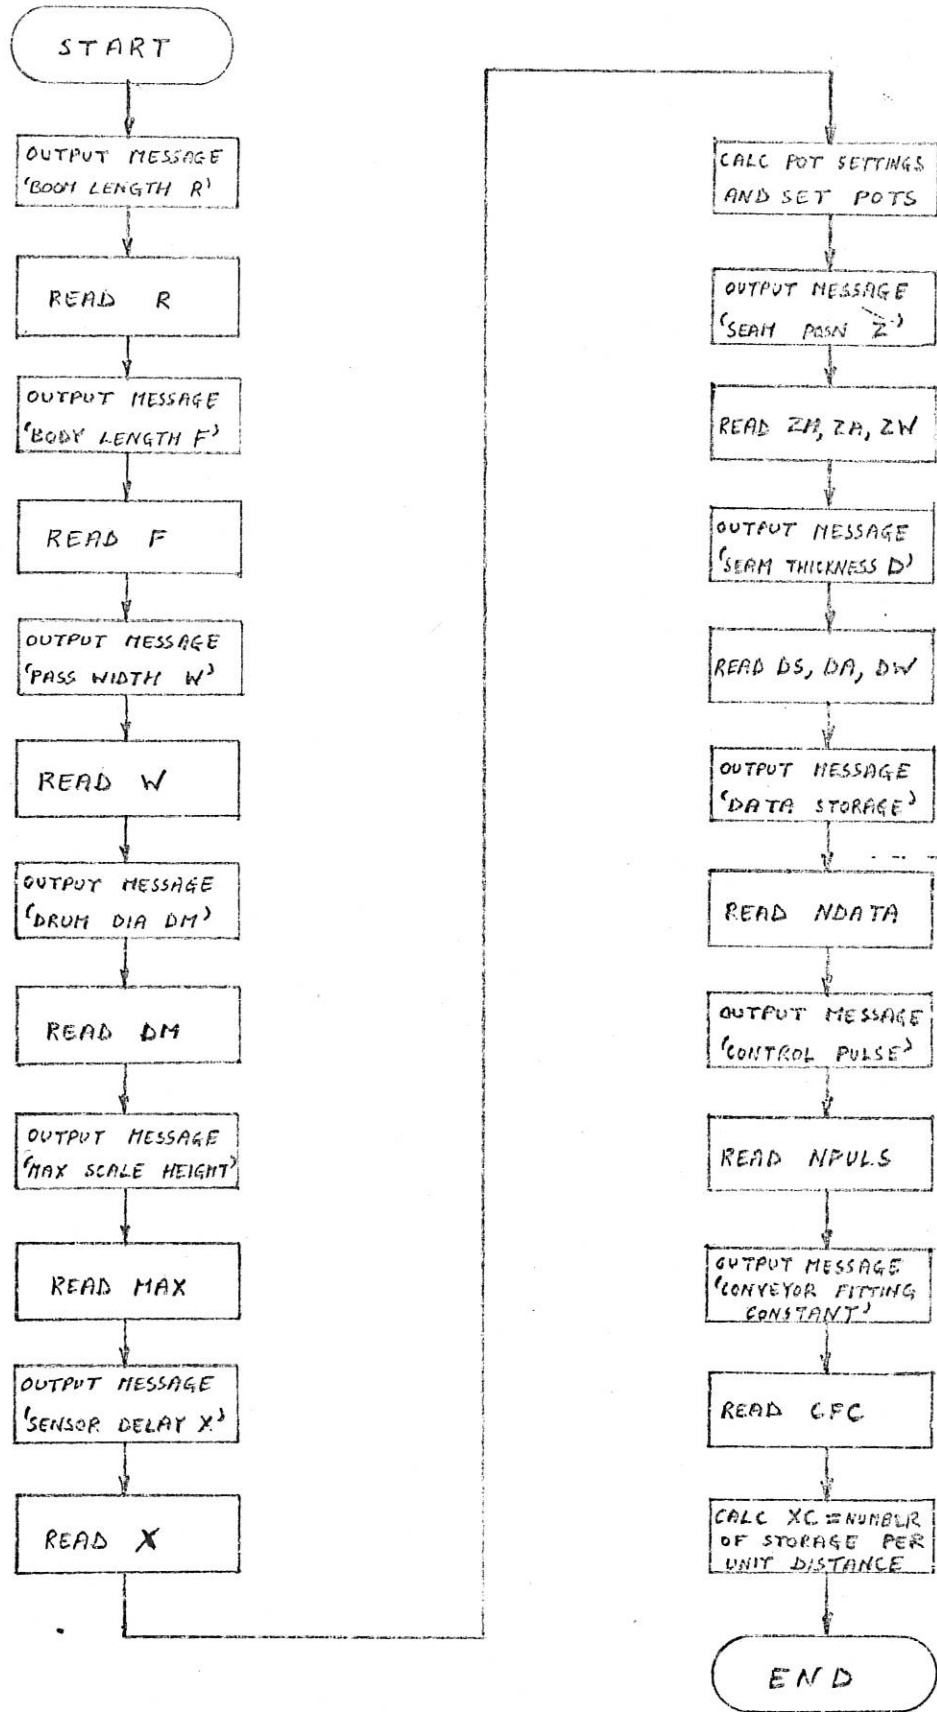 START
OUTPUT MESSAGE
'BOOM LENGTH R'
READ R
OUTPUT MESSAGE
'BODY LENGTH F'
READ F
OUTPUT MESSAGE
'PASS WIDTH W'
READ W
OUTPUT MESSAGE
'DRUM DIA DM'
READ DM
OUTPUT MESSAGE
'MAX SCALE HEIGHT'
READ MAX
OUTPUT MESSAGE
'SENSOR DELAY X'
READ X
CALC POT SETTINGS
AND SET POTS
OUTPUT MESSAGE
'SEAM POSN Z'
READ ZM, ZA, ZW
OUTPUT MESSAGE
'SEAM THICKNESS D'
READ DS, DA, DW
OUTPUT MESSAGE
'DATA STORAGE'
READ NDATA
OUTPUT MESSAGE
'CONTROL PULSE'
READ NPULS
OUTPUT MESSAGE
'CONVEYOR FITTING
CONSTANT'
READ CFC
CALC XC = NUMBER
OF STORAGE PER
UNIT DISTANCE
END